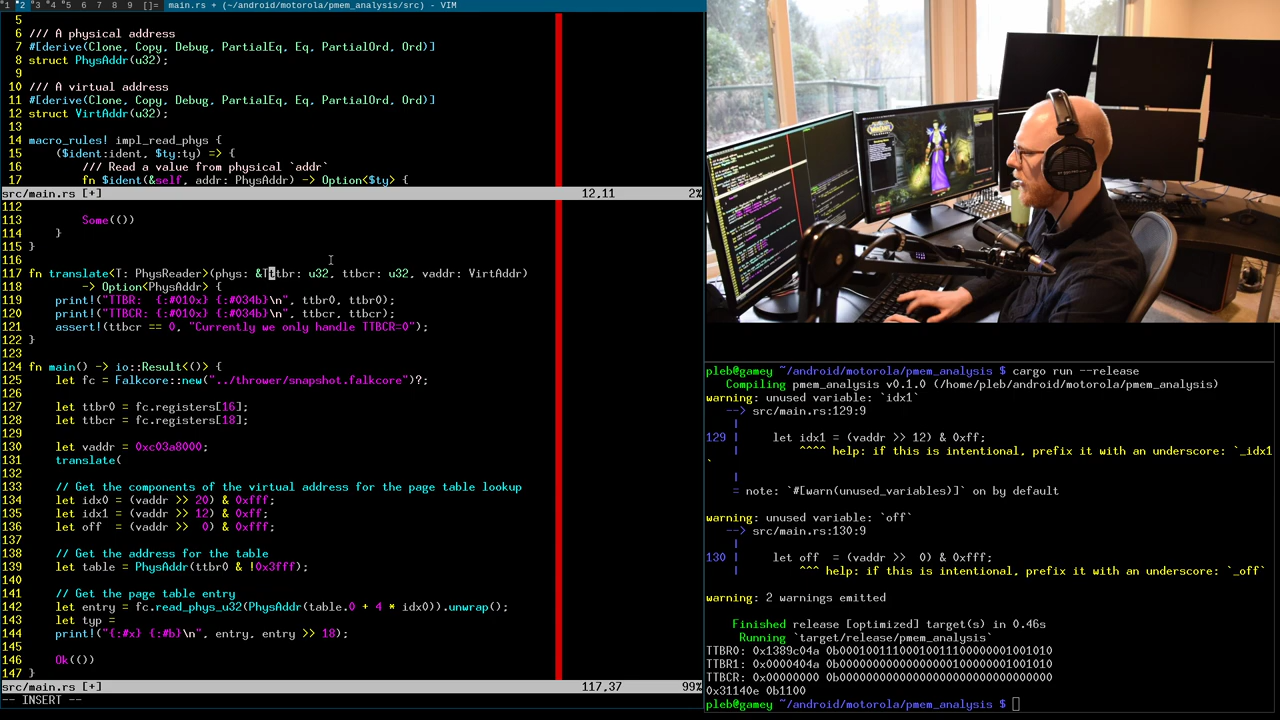 1 2 3 4 5 6 7 8 9 []= main.rs + (~/android/motorola/pmem_analysis/src) - VIM
5
6 /// A physical address
7 #[derive(Clone, Copy, Debug, PartialEq, Eq, PartialOrd, Ord)]
8 struct PhysAddr(u32);
9
10 /// A virtual address
11 #[derive(Clone, Copy, Debug, PartialEq, Eq, PartialOrd, Ord)]
12 struct VirtAddr(u32);
13
14 macro_rules! impl_read_phys {
15 ($ident:ident, $ty:ty) => {
16 /// Read a value from physical `addr`
17 fn $ident(&self, addr: PhysAddr) -> Option<$ty> {
src/main.rs [+] 12,11 2%
112
113 Some(())
114 }
115 }
116
117 fn translate<T: PhysReader>(phys: &Tttbr: u32, ttbcr: u32, vaddr: VirtAddr)
118 -> Option<PhysAddr> {
119 print!("TTBR: {:#010x} {:#034b}\n", ttbr0, ttbr0);
120 print!("TTBCR: {:#010x} {:#034b}\n", ttbcr, ttbcr);
121 assert!(ttbcr == 0, "Currently we only handle TTBCR=0");
122 }
123
124 fn main() -> io::Result<()> {
125 let fc = Falkcore::new("../thrower/snapshot.falkcore")?;
126
127 let ttbr0 = fc.registers[16];
128 let ttbcr = fc.registers[18];
129
130 let vaddr = 0xc03a8000;
131 translate(
132
133 // Get the components of the virtual address for the page table lookup
134 let idx0 = (vaddr >> 20) & 0xfff;
135 let idx1 = (vaddr >> 12) & 0xff;
136 let off = (vaddr >> 0) & 0xfff;
137
138 // Get the address for the table
139 let table = PhysAddr(ttbr0 & !0x3fff);
140
141 // Get the page table entry
142 let entry = fc.read_phys_u32(PhysAddr(table.0 + 4 * idx0)).unwrap();
143 let typ =
144 print!("{:#x} {:#b}\n", entry, entry >> 18);
145
146 Ok(())
147 }
src/main.rs [+] 117,37 99%
-- INSERT --
pleb@gamey ~/android/motorola/pmem_analysis $ cargo run --release
Compiling pmem_analysis v0.1.0 (/home/pleb/android/motorola/pmem_analysis)
warning: unused variable: `idx1`
--> src/main.rs:129:9
|
129 | let idx1 = (vaddr >> 12) & 0xff;
| ^^^^ help: if this is intentional, prefix it with an underscore: `_idx1
`
|
= note: `#[warn(unused_variables)]` on by default
warning: unused variable: `off`
--> src/main.rs:130:9
|
130 | let off = (vaddr >> 0) & 0xfff;
| ^^^ help: if this is intentional, prefix it with an underscore: `_off`
warning: 2 warnings emitted
Finished release [optimized] target(s) in 0.46s
Running `target/release/pmem_analysis`
TTBR0: 0x1389c04a 0b00010011100010011100000001001010
TTBR1: 0x0000404a 0b00000000000000000100000001001010
TTBCR: 0x00000000 0b00000000000000000000000000000000
0x31140e 0b1100
pleb@gamey ~/android/motorola/pmem_analysis $